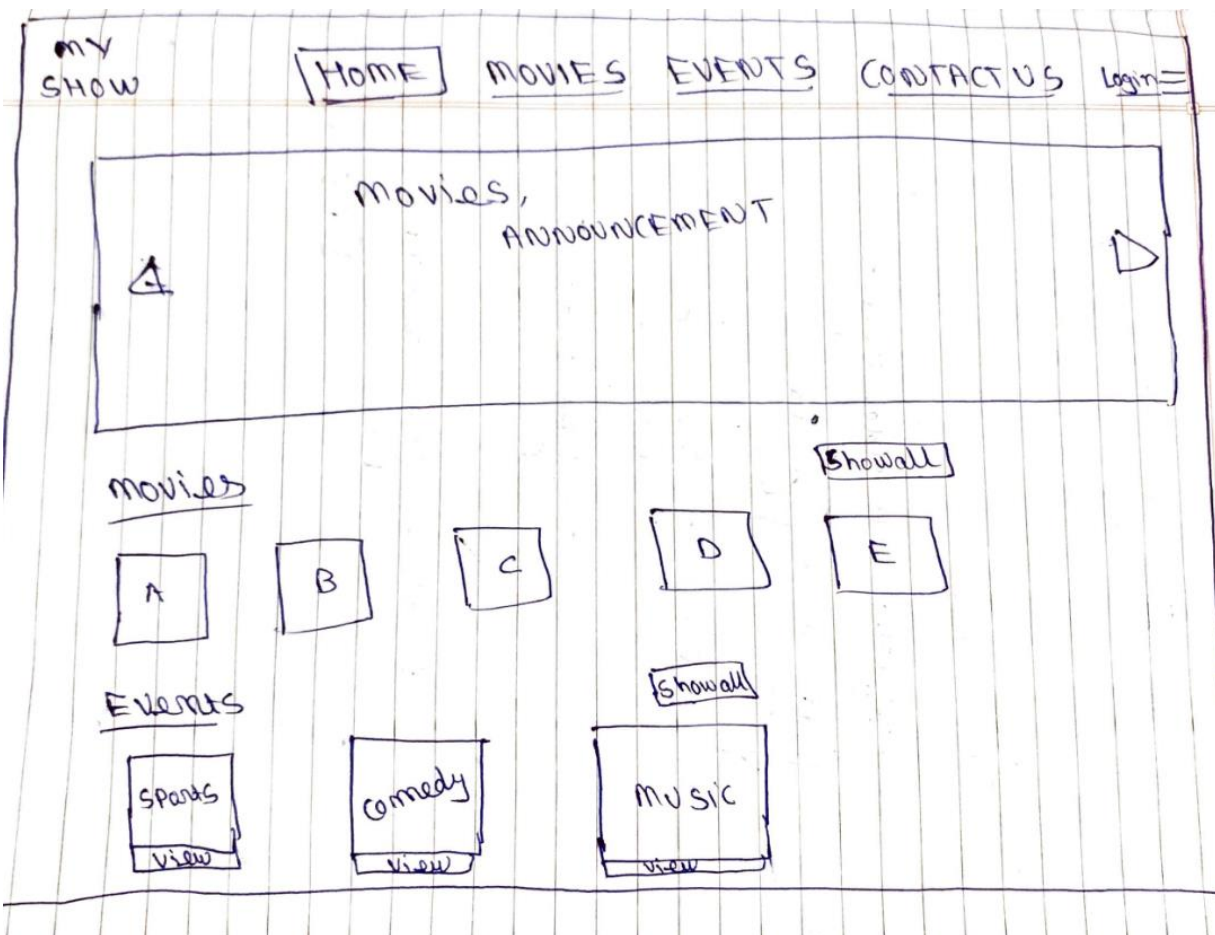 MY
SHOW
HOME MOVIES EVENTS CONTACT US Login
Movies,
ANNOUNCEMENT
Showall
Movies
A B C D E
Showall
Events
Sports Comedy MUSIC
View View View